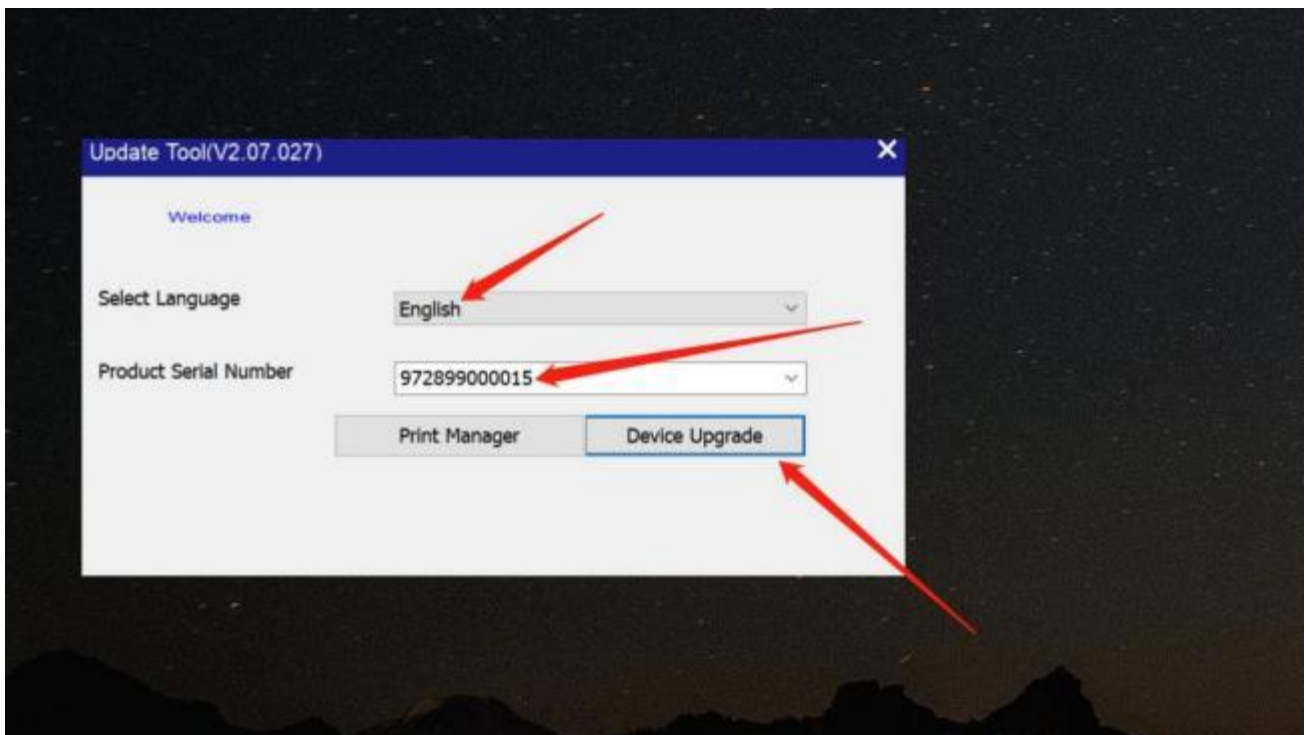 Update Tool(V2.07.027)
Welcome
Select Language
English
Product Serial Number
972899000015
Print Manager
Device Upgrade